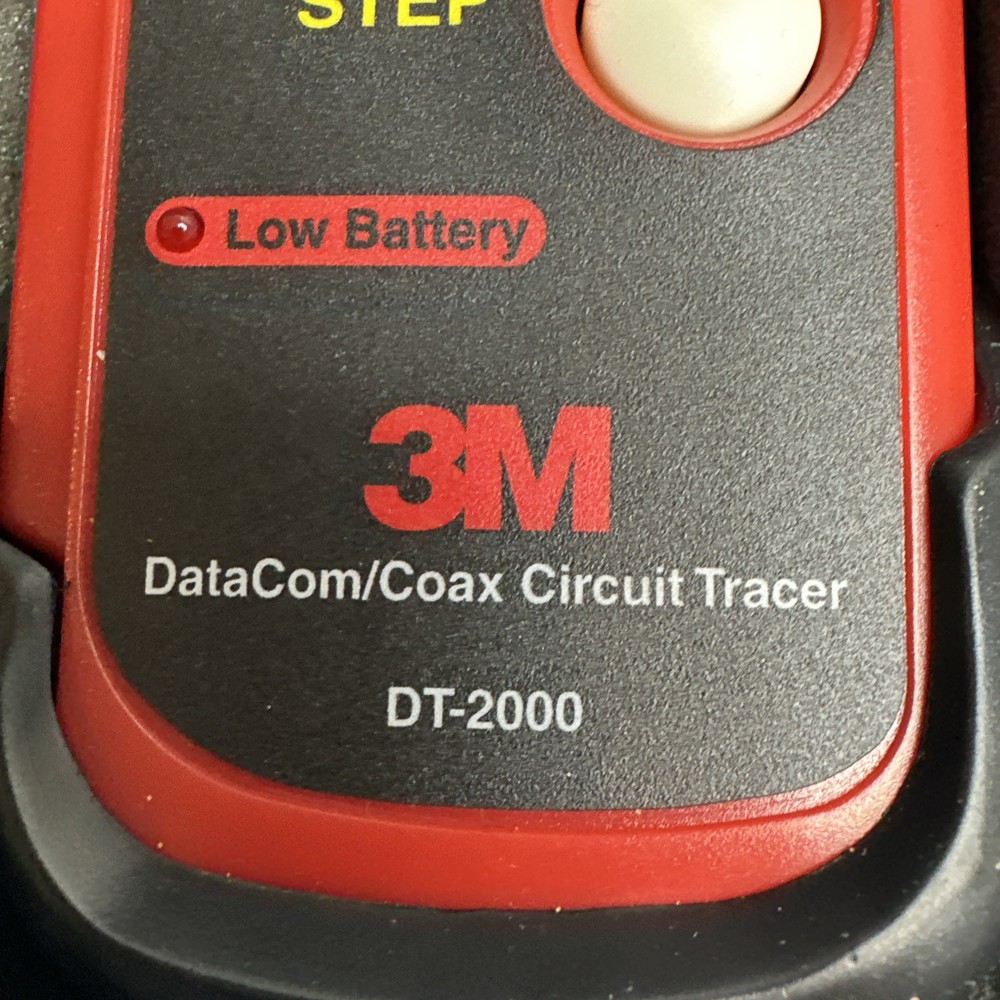 STEP
Low Battery
3M
DataCom/Coax Circuit Tracer
DT-2000